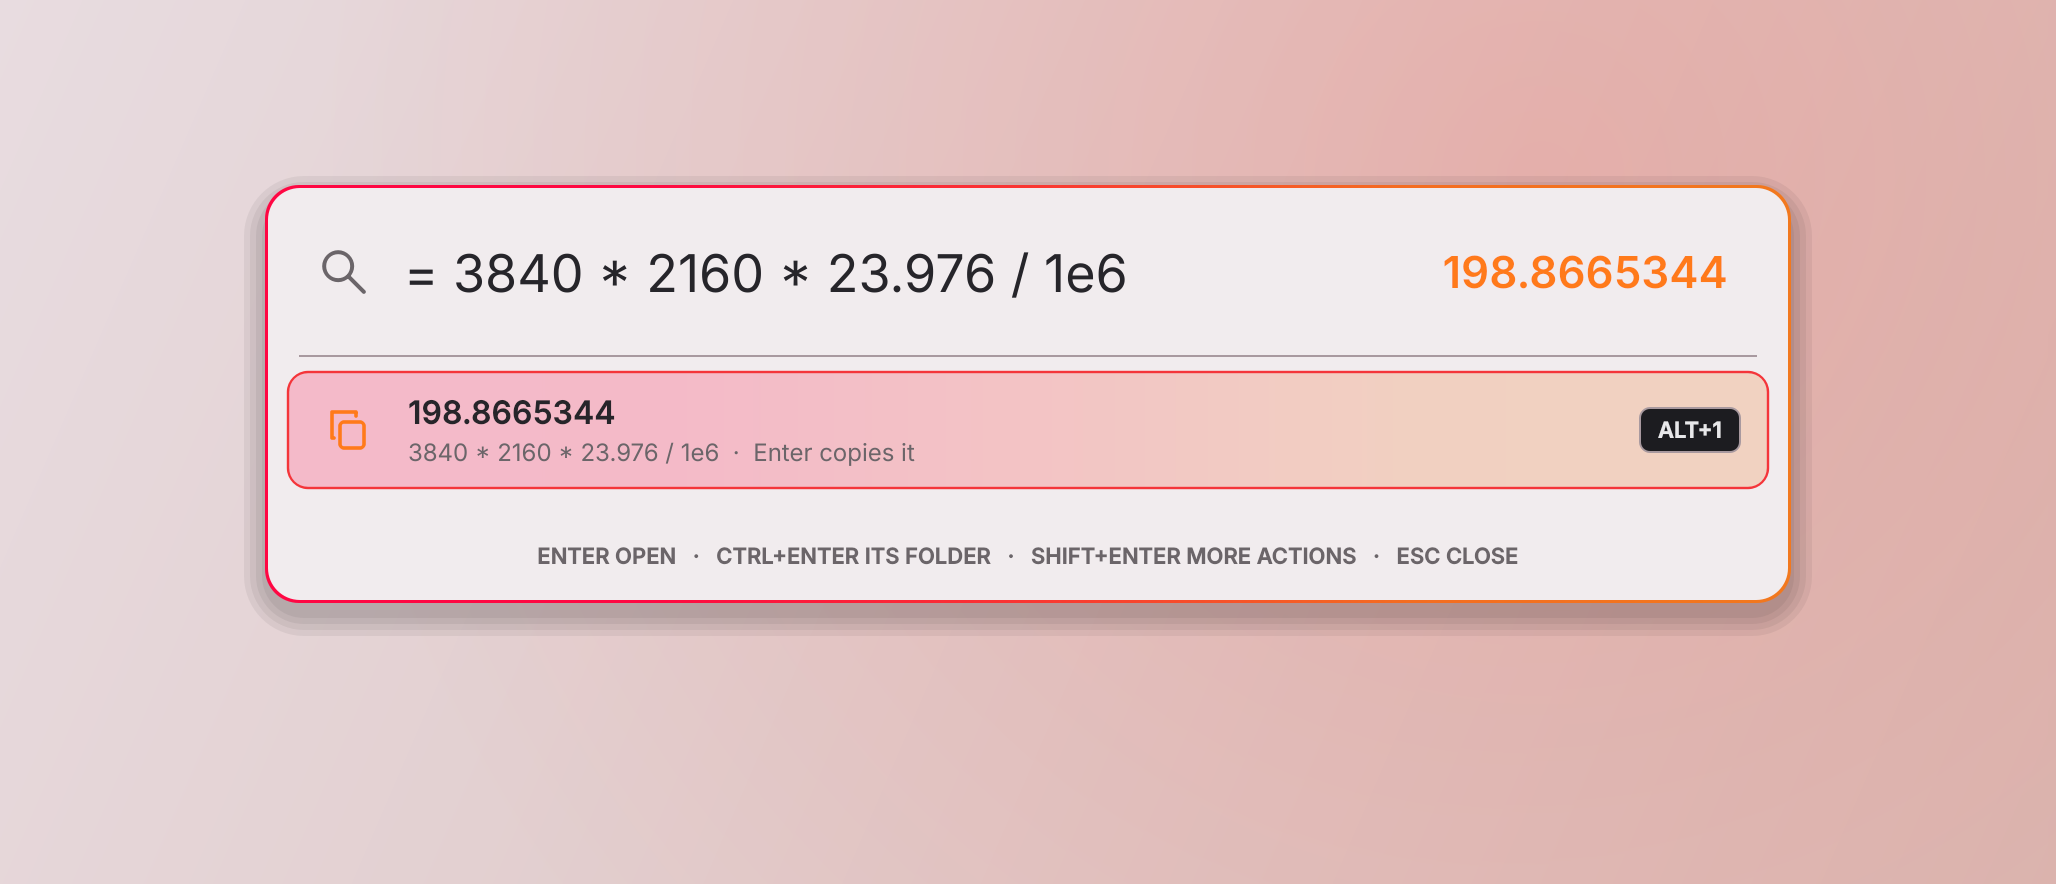 = 3840 * 2160 * 23.976 / 1e6
198.8665344
198.8665344
3840 * 2160 * 23.976 / 1e6 · Enter copies it
ALT+1
ENTER OPEN · CTRL+ENTER ITS FOLDER · SHIFT+ENTER MORE ACTIONS · ESC CLOSE